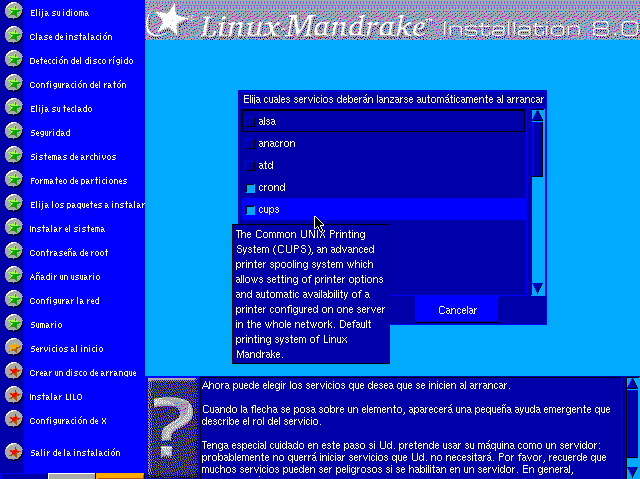 Linux Mandrake™ Installation 8.0
Elija su idioma
Clase de instalación
Detección del disco rígido
Configuración del ratón
Elija su teclado
Seguridad
Sistemas de archivos
Formateo de particiones
Elija los paquetes a instalar
Instalar el sistema
Contraseña de root
Añadir un usuario
Configurar la red
Sumario
Servicios al inicio
Crear un disco de arranque
Instalar LILO
Configuración de X
Salir de la instalación
Elija cuales servicios deberán lanzarse automáticamente al arrancar
alsa
anacron
atd
crond
cups
The Common UNIX Printing
System (CUPS), an advanced
printer spooling system which
allows setting of printer options
and automatic availability of a
printer configured on one server
in the whole network. Default
printing system of Linux
Mandrake.
Cancelar
Ahora puede elegir los servicios que desea que se inicien al arrancar.
Cuando la flecha se posa sobre un elemento, aparecerá una pequeña ayuda emergente que
describe el rol del servicio.
Tenga especial cuidado en este paso si Ud. pretende usar su máquina como un servidor:
probablemente no querrá iniciar servicios que Ud. no necesitará. Por favor, recuerde que
muchos servicios pueden ser peligrosos si se habilitan en un servidor. En general,